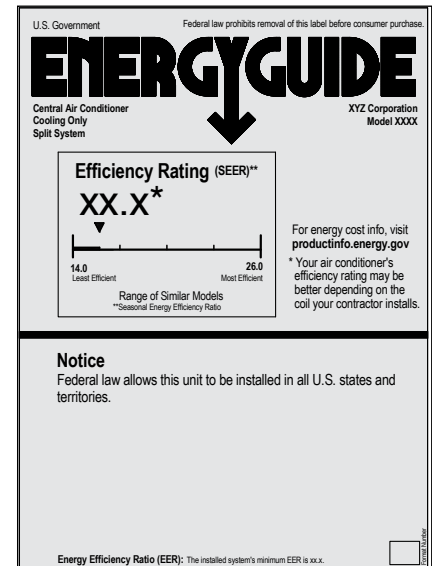 U.S. Government
Federal law prohibits removal of this label before consumer purchase.
ENERGYGUIDE
Central Air Conditioner
Cooling Only
Split System
XYZ Corporation
Model XXXX
Efficiency Rating (SEER)**
XX.X*
14.0
Least Efficient
26.0
Most Efficient
Range of Similar Models
**Seasonal Energy Efficiency Ratio
For energy cost info, visit
productinfo.energy.gov
* Your air conditioner's
efficiency rating may be
better depending on the
coil your contractor installs.
Notice
Federal law allows this unit to be installed in all U.S. states and
territories.
Energy Efficiency Ratio (EER): The installed system's minimum EER is xx.x.
Format Number